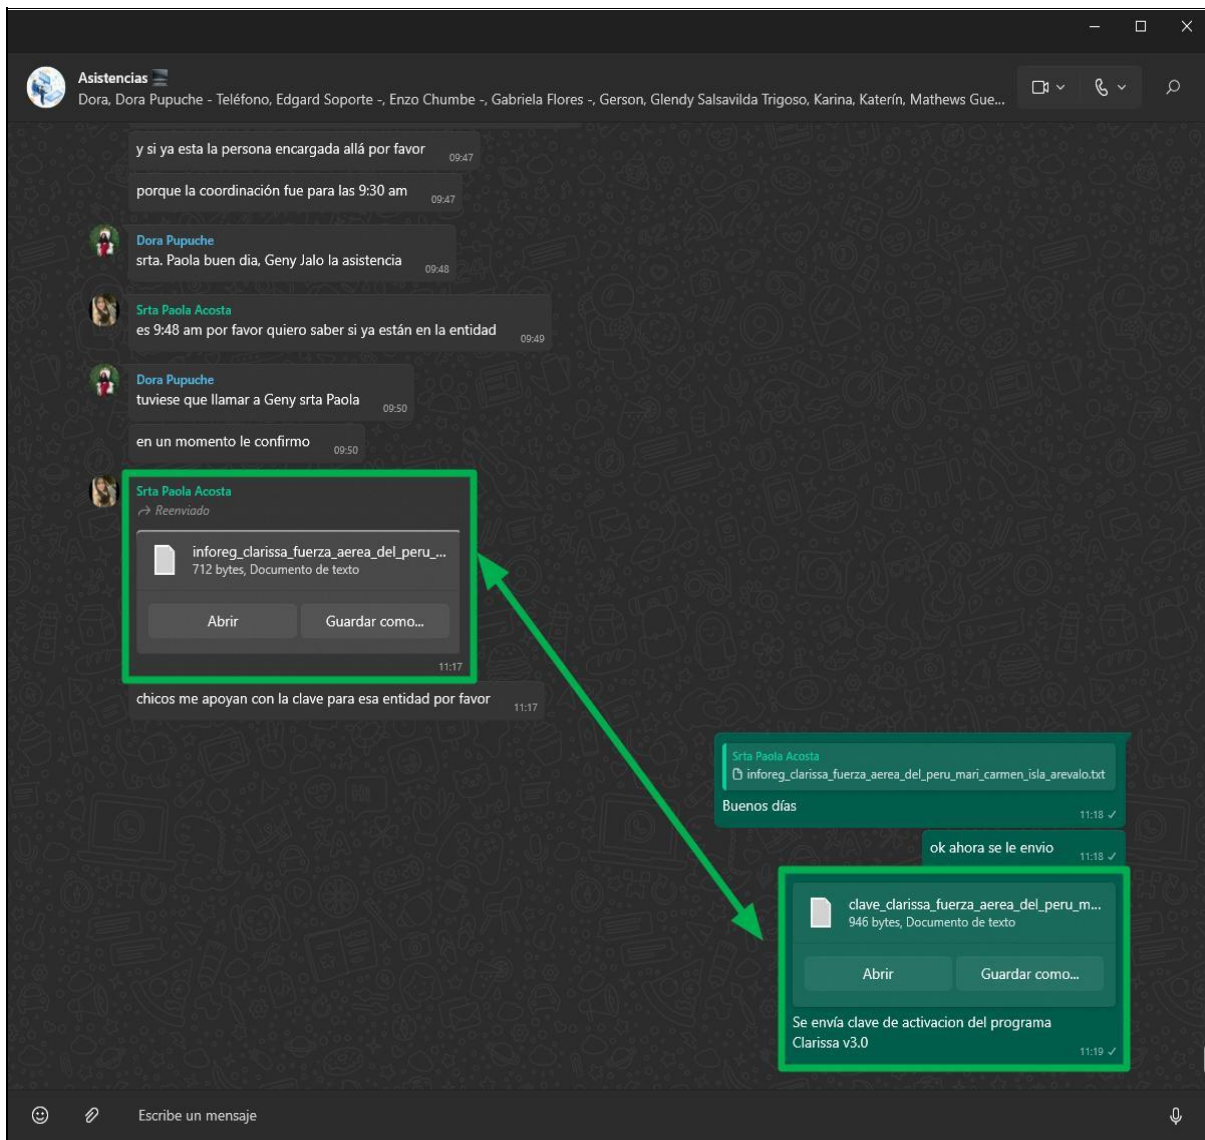 Asistencias
Dora, Dora Pupuche - Teléfono, Edgard Soporte -, Enzo Chumbe -, Gabriela Flores -, Gerson, Glendy Salsavilda Trigoso, Karina, Katerín, Mathews Gue...
y si ya esta la persona encargada allá por favor
09:47
porque la coordinación fue para las 9:30 am
09:47
Dora Pupuche
srta. Paola buen dia, Geny Jalo la asistencia
09:48
Srta Paola Acosta
es 9:48 am por favor quiero saber si ya están en la entidad
09:49
Dora Pupuche
tuviese que llamar a Geny srta Paola
09:50
en un momento le confirmo
09:50
Srta Paola Acosta
Reenviado
inforeg_clarissa_fuerza_aerea_del_peru_...
712 bytes, Documento de texto
Abrir
Guardar como...
11:17
chicos me apoyan con la clave para esa entidad por favor
11:17
Srta Paola Acosta
inforeg_clarissa_fuerza_aerea_del_peru_mari_carmen_isla_arevalo.txt
Buenos días
11:18
ok ahora se le envio
11:18
clave_clarissa_fuerza_aerea_del_peru_m...
946 bytes, Documento de texto
Abrir
Guardar como...
Se envía clave de activacion del programa
Clarissa v3.0
11:19
Escribe un mensaje